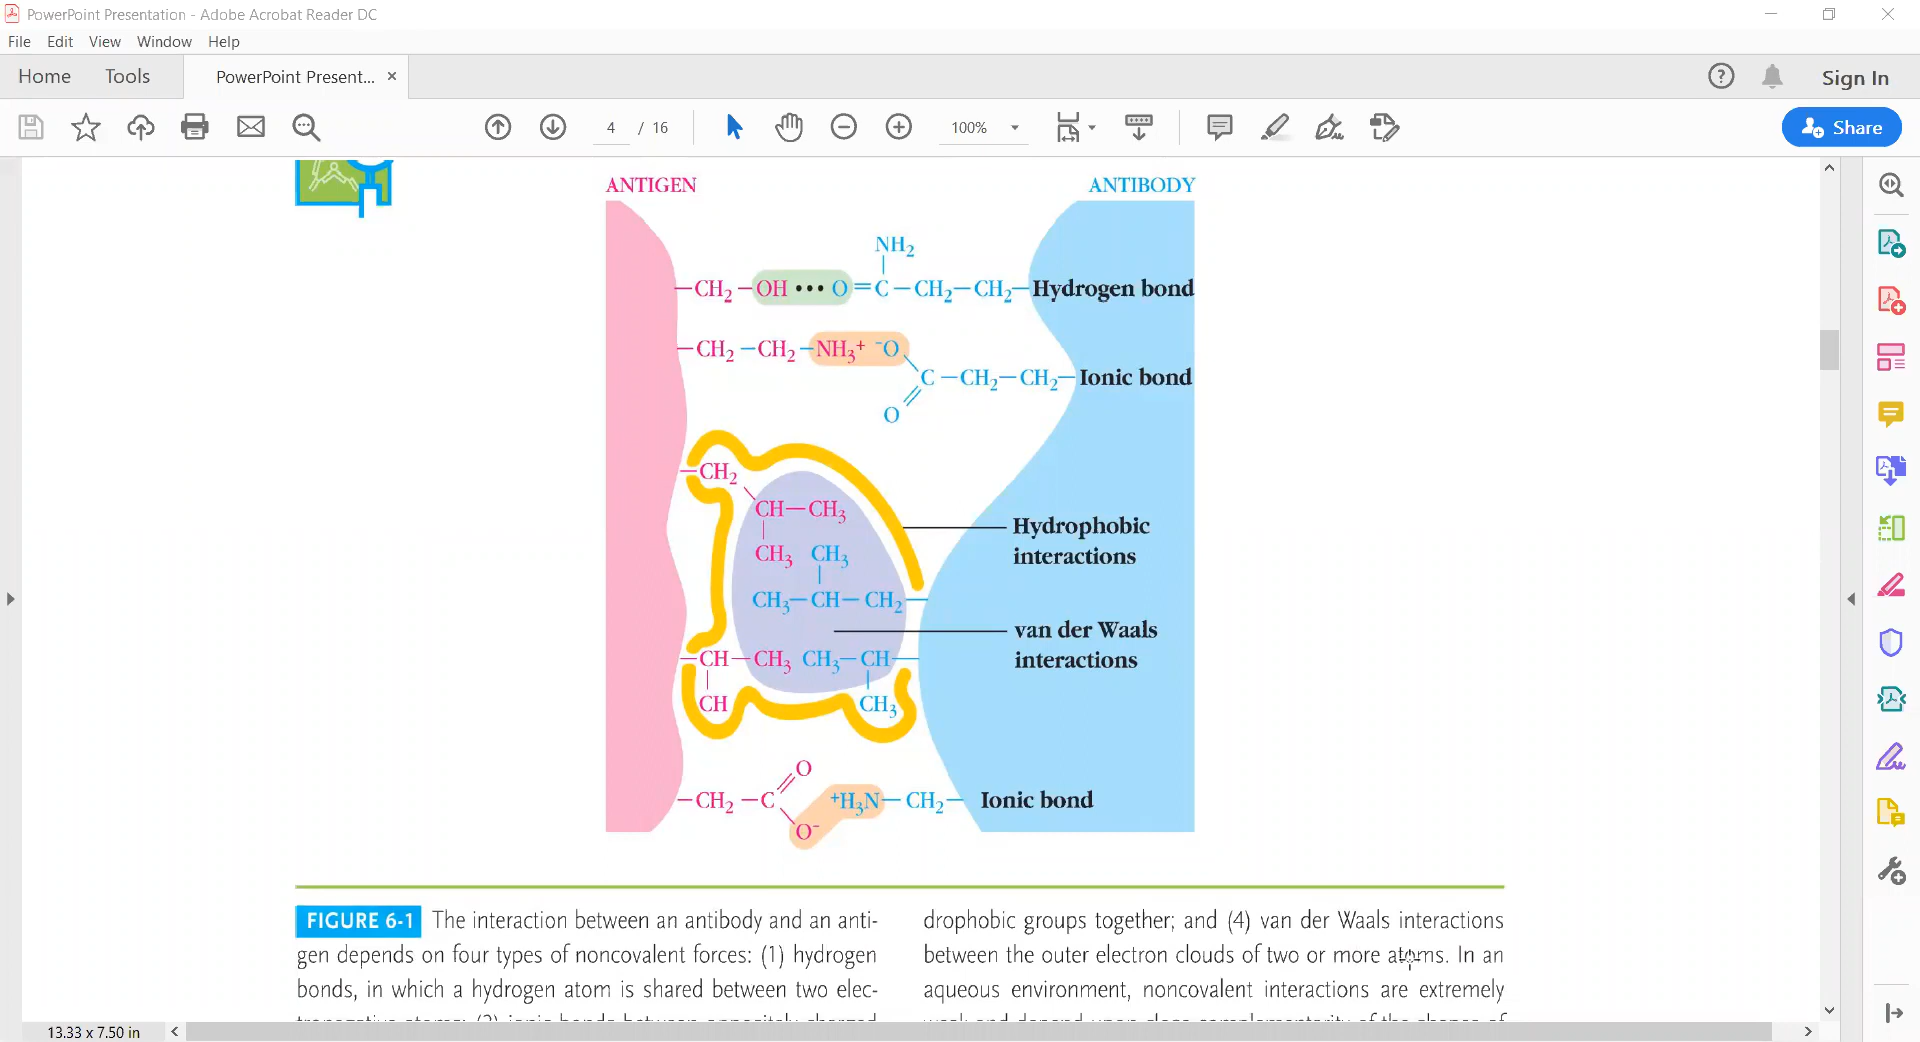 PowerPoint Presentation - Adobe Acrobat Reader DC
File Edit View Window Help
Home Tools PowerPoint Present... × Sign In
4 / 16 100% Share
ANTIGEN ANTIBODY
NH2
—CH2—OH ••• O=C—CH2—CH2— Hydrogen bond
—CH2—CH2—NH3+ -O
C—CH2—CH2— Ionic bond
O
—CH2
CH—CH3
Hydrophobic
interactions
CH3 CH3
CH3—CH—CH2—
van der Waals
interactions
—CH—CH3 CH3—CH—
CH CH3
O
—CH2—C +H3N—CH2— Ionic bond
O-
FIGURE 6-1 The interaction between an antibody and an anti-
gen depends on four types of noncovalent forces: (1) hydrogen
bonds, in which a hydrogen atom is shared between two elec-
drophobic groups together; and (4) van der Waals interactions
between the outer electron clouds of two or more atoms. In an
aqueous environment, noncovalent interactions are extremely
13.33 x 7.50 in